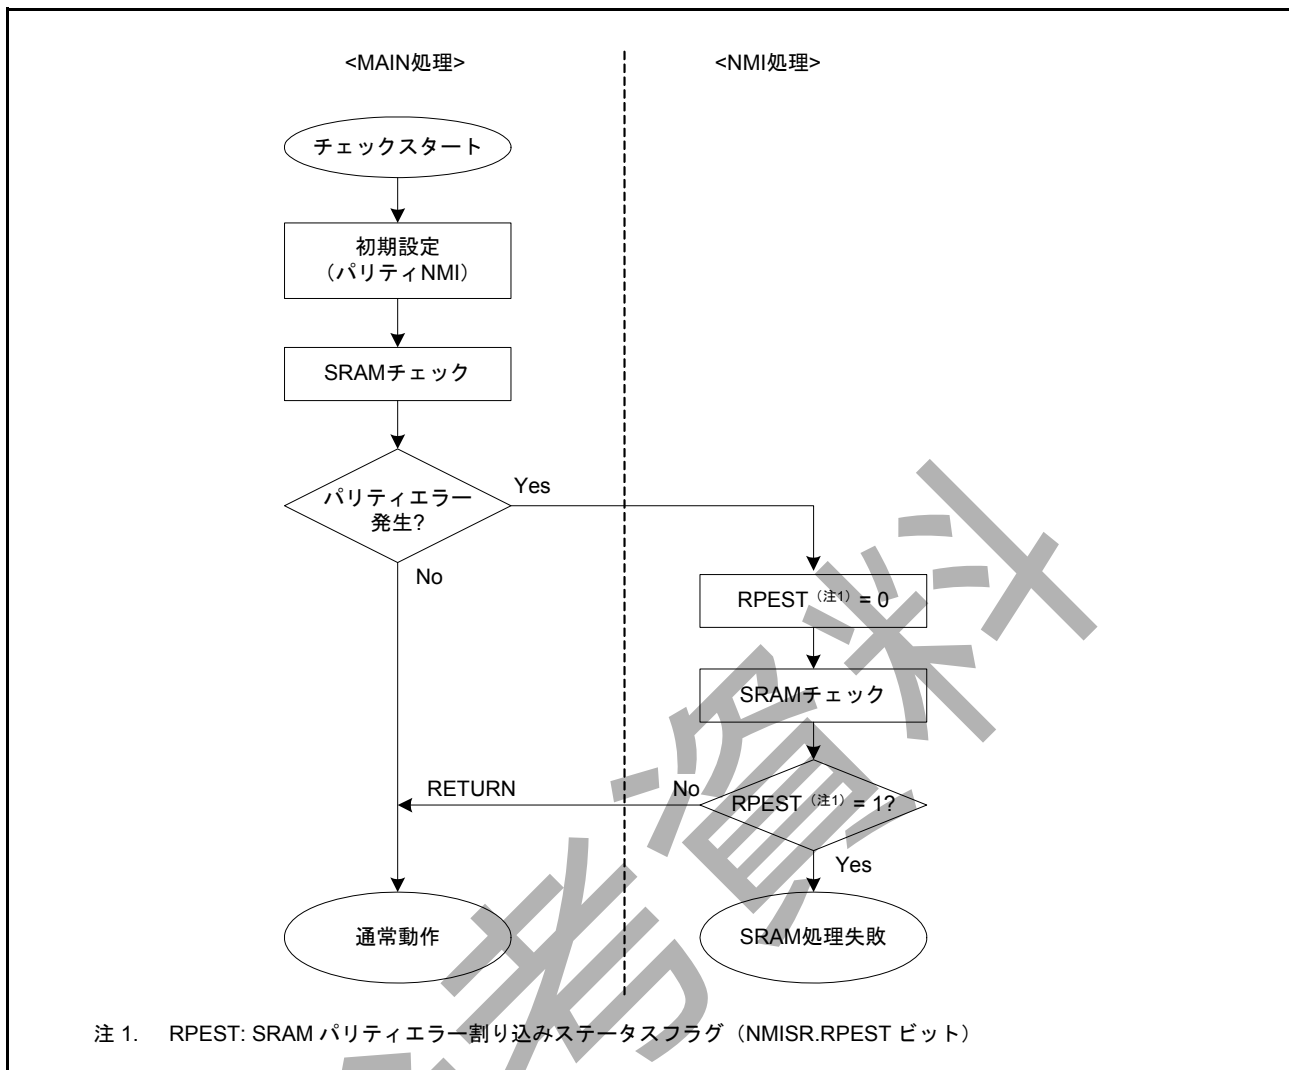 <MAIN処理>
<NMI処理>
チェックスタート
初期設定
（パリティNMI）
SRAMチェック
パリティエラー
発生?
Yes
No
RPEST（注1）= 0
SRAMチェック
RPEST（注1）= 1?
No
RETURN
Yes
通常動作
SRAM処理失敗
注 1. RPEST: SRAM パリティエラー割り込みステータスフラグ（NMISR.RPEST ビット）
考資料